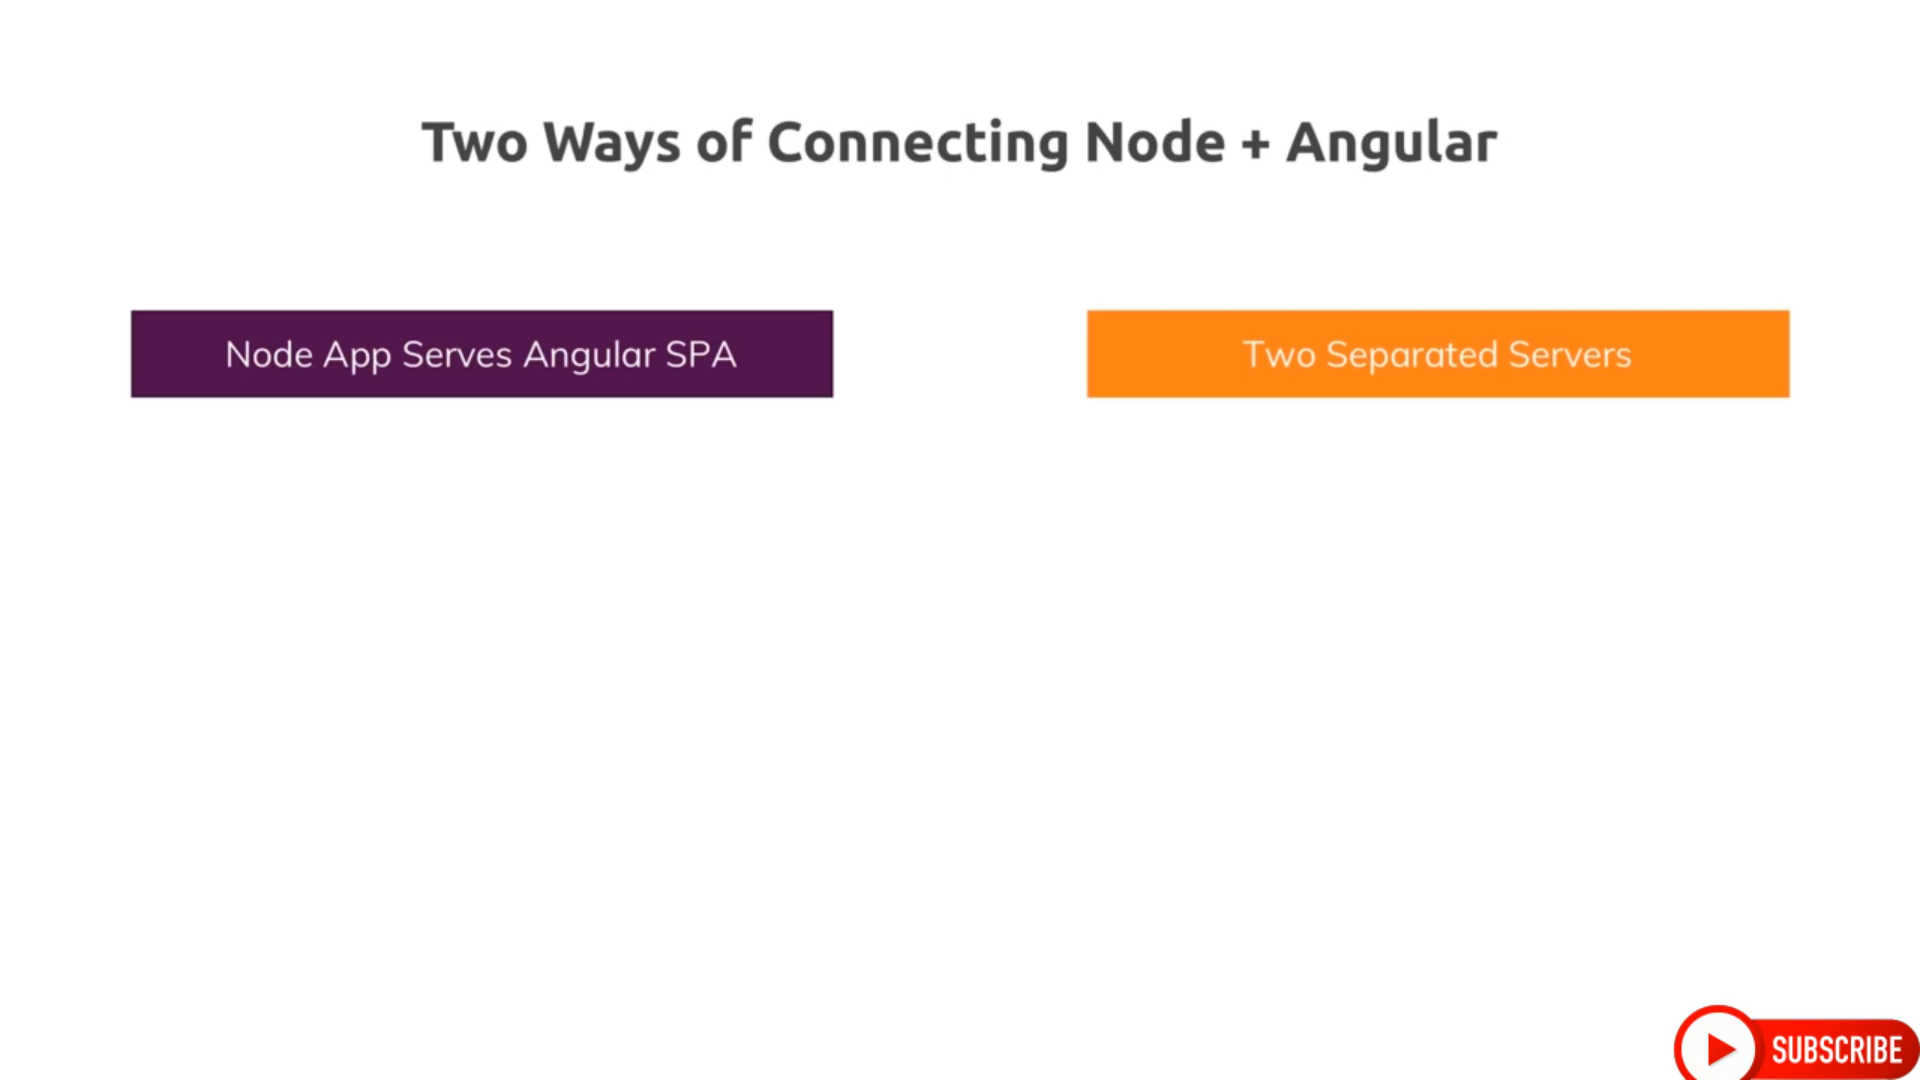 Two Ways of Connecting Node + Angular
Node App Serves Angular SPA
Two Separated Servers
SUBSCRIBE